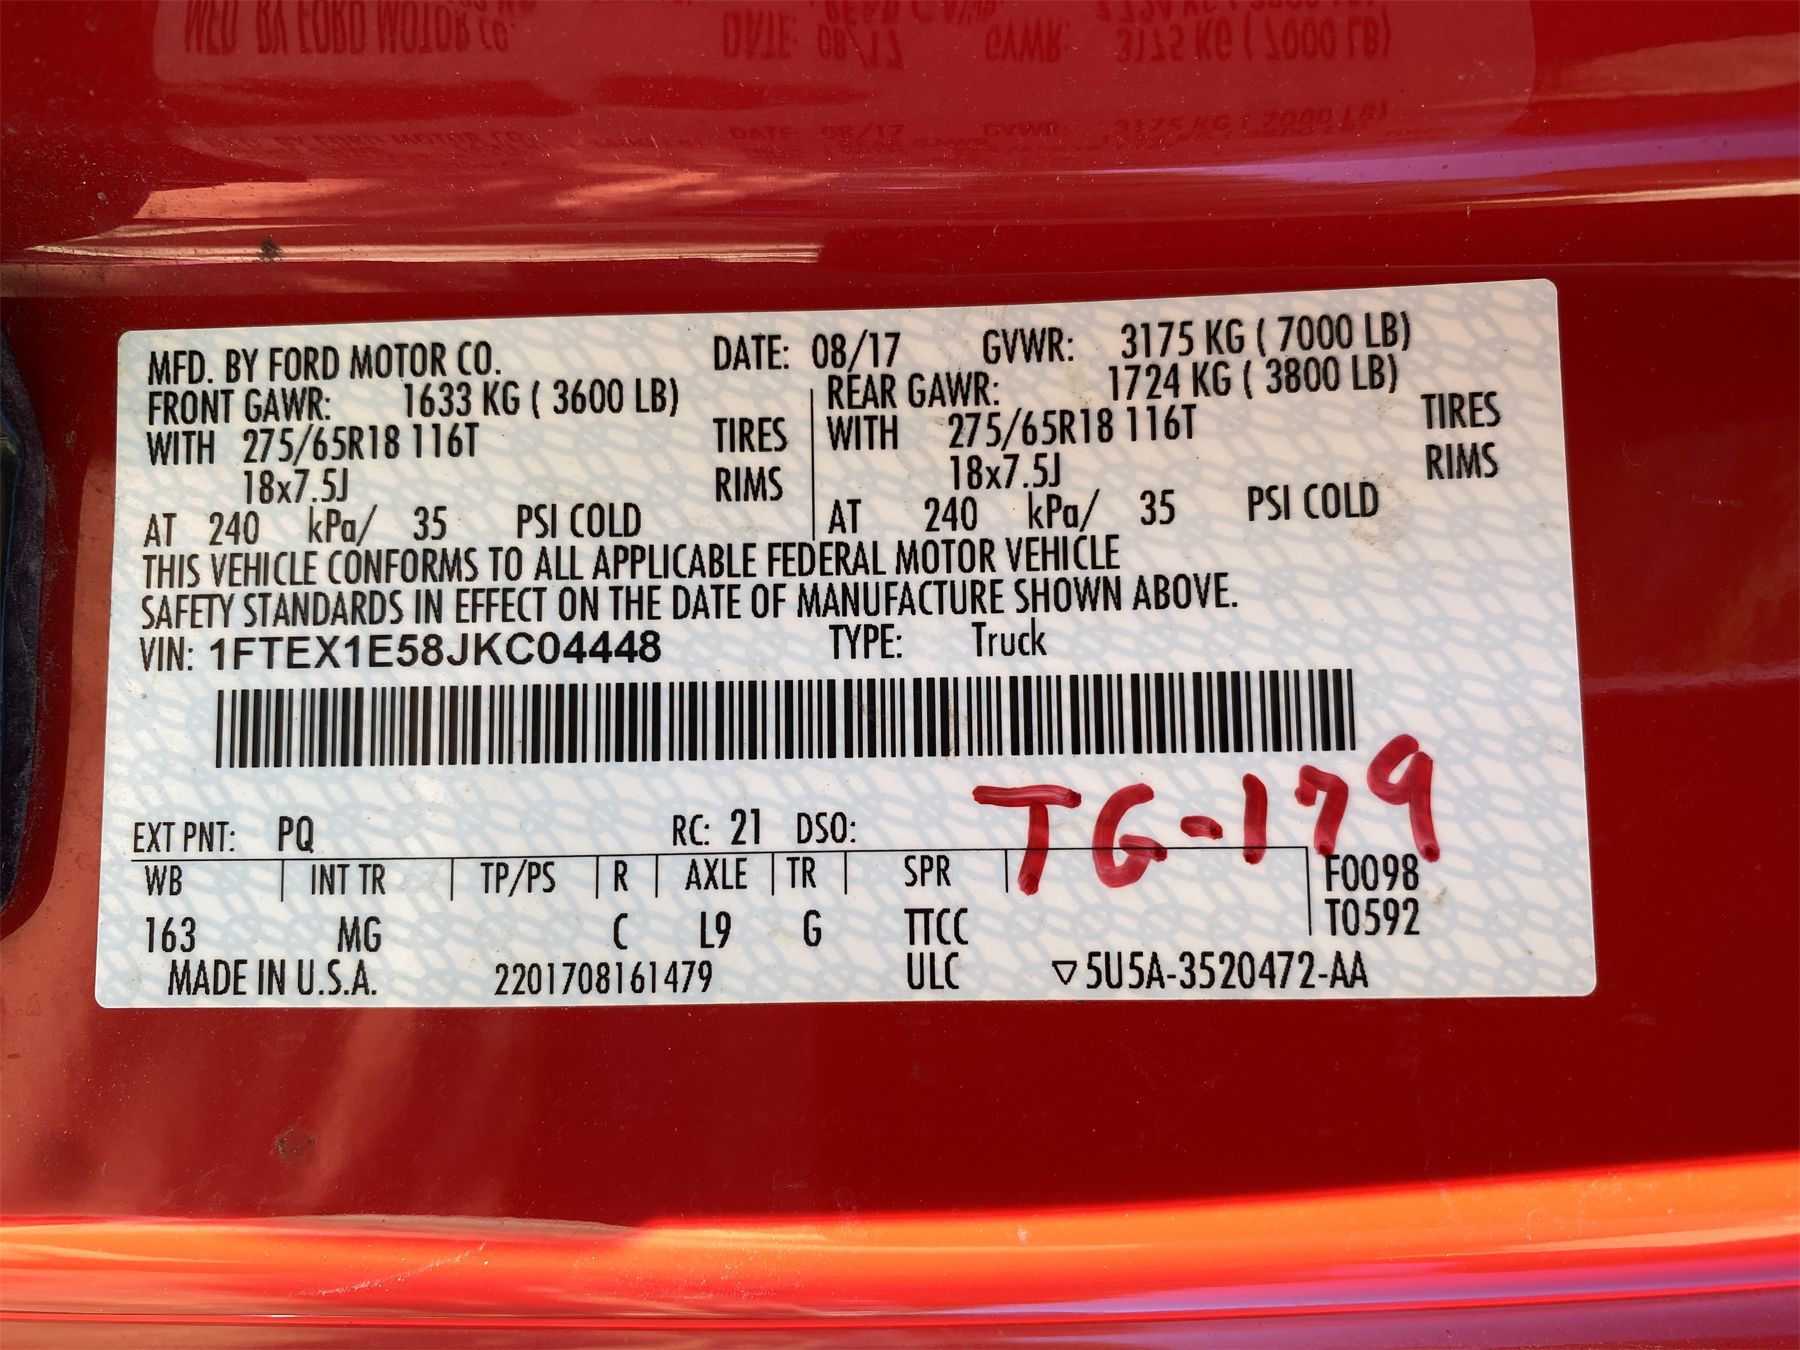 MFD. BY FORD MOTOR CO. DATE: 08/17 GVWR: 3175 KG ( 7000 LB)
FRONT GAWR: 1633 KG ( 3600 LB) REAR GAWR: 1724 KG ( 3800 LB)
WITH 275/65R18 116T TIRES WITH 275/65R18 116T TIRES
18x7.5J RIMS 18x7.5J RIMS
AT 240 kPa/ 35 PSI COLD AT 240 kPa/ 35 PSI COLD
THIS VEHICLE CONFORMS TO ALL APPLICABLE FEDERAL MOTOR VEHICLE
SAFETY STANDARDS IN EFFECT ON THE DATE OF MANUFACTURE SHOWN ABOVE.
VIN: 1FTEX1E58JKC04448 TYPE: Truck
TG-179
EXT PNT: PQ RC: 21 DSO:
WB INT TR TP/PS R AXLE TR SPR F0098
163 MG C L9 G TTCC T0592
MADE IN U.S.A. 2201708161479 ULC ▽5U5A-3520472-AA